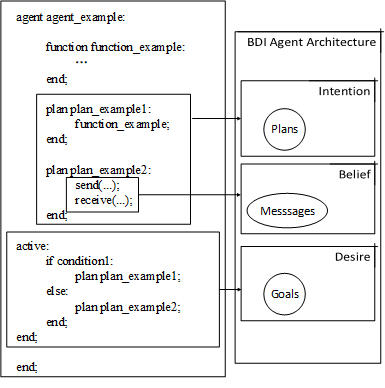 agent agent_example:
function function_example:
...
end;
plan plan_example1:
function_example;
end;
plan plan_example2:
send(...);
receive(...);
end;
active:
if condition1:
plan plan_example1;
else:
plan plan_example2;
end;
end;
end;
BDI Agent Architecture
Intention
Plans
Belief
Messsages
Desire
Goals